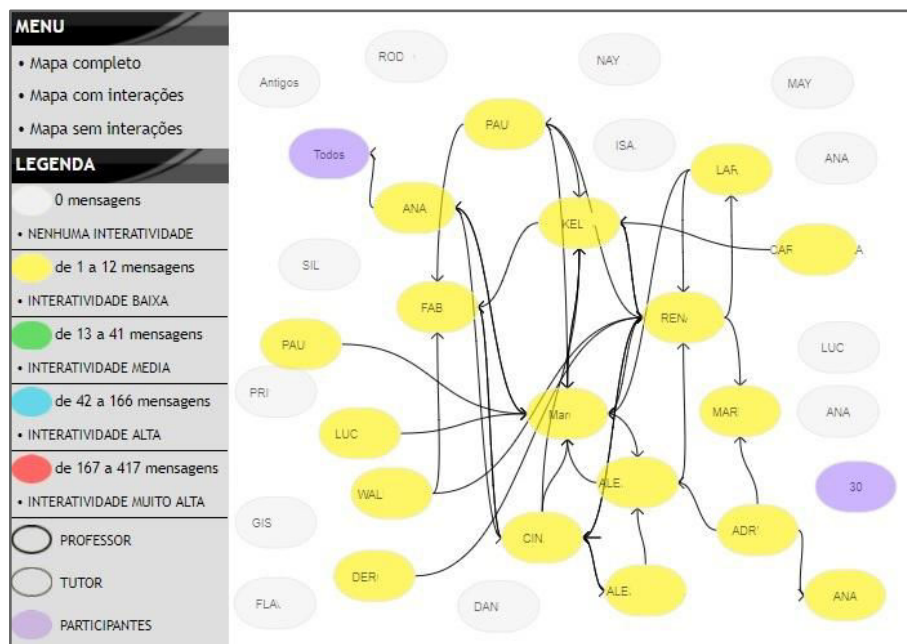 MENU
• Mapa completo
• Mapa com interações
• Mapa sem interações
LEGENDA
0 mensagens
• NENHUMA INTERATIVIDADE
de 1 a 12 mensagens
• INTERATIVIDADE BAIXA
de 13 a 41 mensagens
• INTERATIVIDADE MEDIA
de 42 a 166 mensagens
• INTERATIVIDADE ALTA
de 167 a 417 mensagens
• INTERATIVIDADE MUITO ALTA
PROFESSOR
TUTOR
PARTICIPANTES
ROD
NAY
Antigos
MAY
PAU
ISA
Todos
ANA
LAR
ANA
KEL
CAR A
SIL
FAB
REN
PAU
LUC
PRI
MAR
ANA
Mar
LUC
ALE
WAL
30
GIS
CIN
ADR
DER
ALE
ANA
FLA
DAN